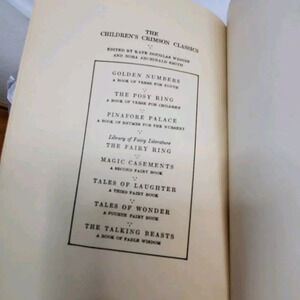 THE
CHILDREN'S CRIMSON CLASSICS
EDITED BY KATE DOUGLAS WIGGIN
AND NORA ARCHIBALD SMITH
GOLDEN NUMBERS
A BOOK OF VERSE FOR YOUTH
THE POSY RING
A BOOK OF VERSE FOR CHILDREN
PINAFORE PALACE
A BOOK OF RHYMES FOR THE NURSERY
Library of Fairy Literature
THE FAIRY RING
MAGIC CASEMENTS
A SECOND FAIRY BOOK
TALES OF LAUGHTER
A THIRD FAIRY BOOK
TALES OF WONDER
A FOURTH FAIRY BOOK
THE TALKING BEASTS
A BOOK OF FABLE WISDOM